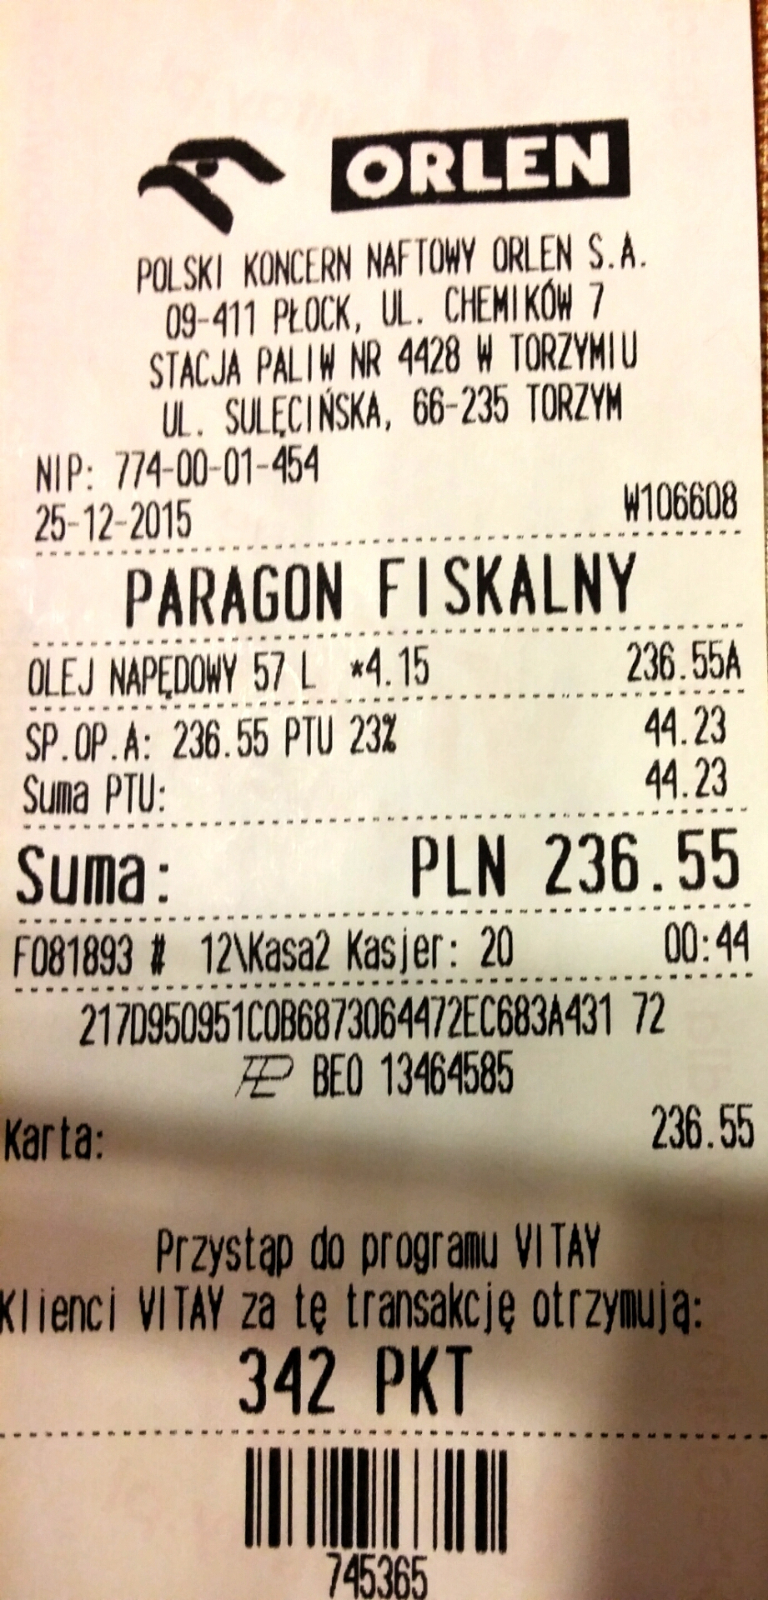 ORLEN
POLSKI KONCERN NAFTOWY ORLEN S.A.
09-411 PŁOCK, UL. CHEMIKÓW 7
STACJA PALIW NR 4428 W TORZYMIU
UL. SULĘCIŃSKA, 66-235 TORZYM
NIP: 774-00-01-454
25-12-2015 W106608
PARAGON FISKALNY
OLEJ NAPĘDOWY 57 L *4.15 236.55A
SP.OP.A: 236.55 PTU 23% 44.23
Suma PTU: 44.23
Suma: PLN 236.55
F081893 # 12\Kasa2 Kasjer: 20 00:44
217D950951C0B6873064472EC683A431 72
BEO 13464585
Karta: 236.55
Przystąp do programu VITAY
Klienci VITAY za tę transakcję otrzymują:
342 PKT
745365